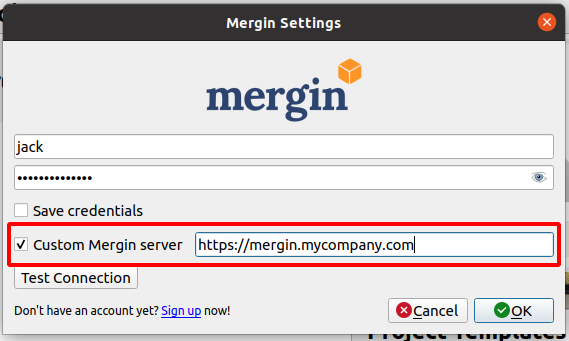 Mergin Settings
mergin
jack
••••••••••••••
Save credentials
Custom Mergin server https://mergin.mycompany.com
Test Connection
Don't have an account yet? Sign up now!
Cancel OK
Project Templates